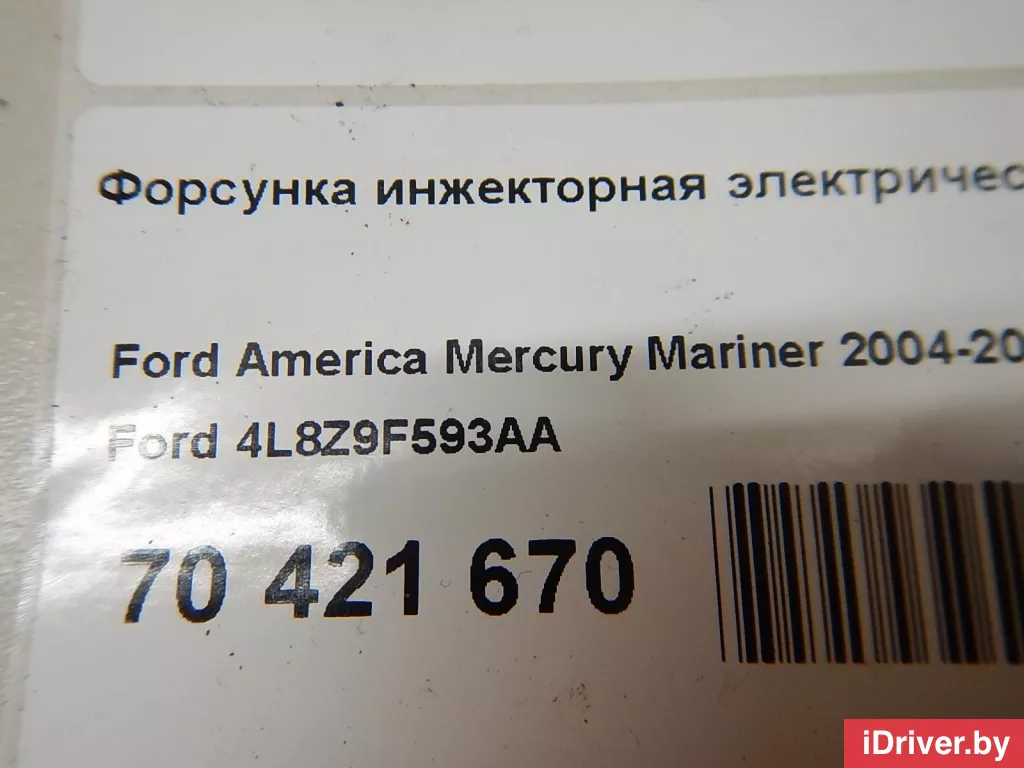 Форсунка инжекторная электричес
Ford America Mercury Mariner 2004-20
Ford 4L8Z9F593AA
70 421 670
iDriver.by